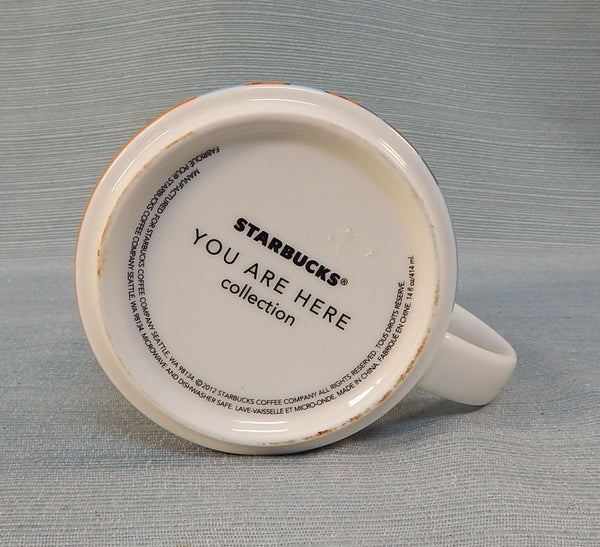 STARBUCKS®
YOU ARE HERE
collection
MANUFACTURED FOR STARBUCKS COFFEE COMPANY SEATTLE, WA 98134. ©2012 STARBUCKS COFFEE COMPANY ALL RIGHTS RESERVED. TOUS DROITS RÉSERVÉ.
FABRIQUÉ POUR STARBUCKS COFFEE COMPANY SEATTLE, WA 98134. MICROWAVE AND DISHWASHER SAFE. LAVE-VAISSELLE ET MICRO-ONDE. MADE IN CHINA. FABRIQUÉ EN CHINE. 14 fl oz/414 ml.